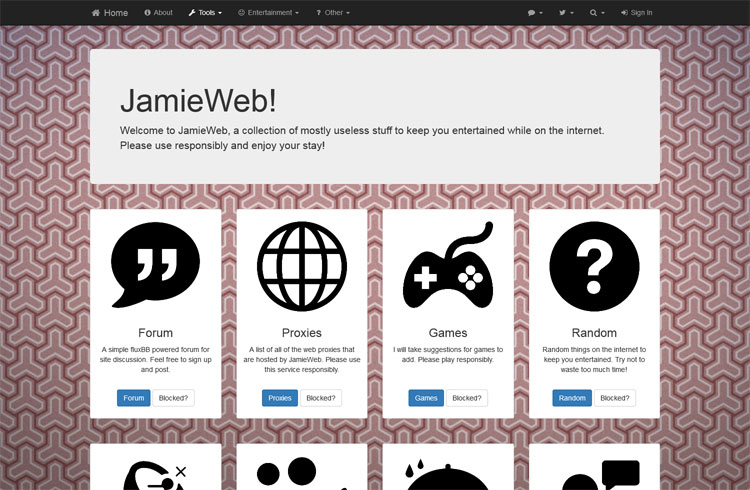 Home About Tools Entertainment ? Other Sign In
JamieWeb!
Welcome to JamieWeb, a collection of mostly useless stuff to keep you entertained while on the internet.
Please use responsibly and enjoy your stay!
Forum
A simple fluxBB powered forum for
site discussion. Feel free to sign up
and post.
Forum Blocked?
Proxies
A list of all of the web proxies that
are hosted by JamieWeb. Please use
this service responsibly.
Proxies Blocked?
Games
I will take suggestions for games to
add. Please play responsibly.
Games Blocked?
?
Random
Random things on the internet to
keep you entertained. Try not to
waste too much time!
Random Blocked?